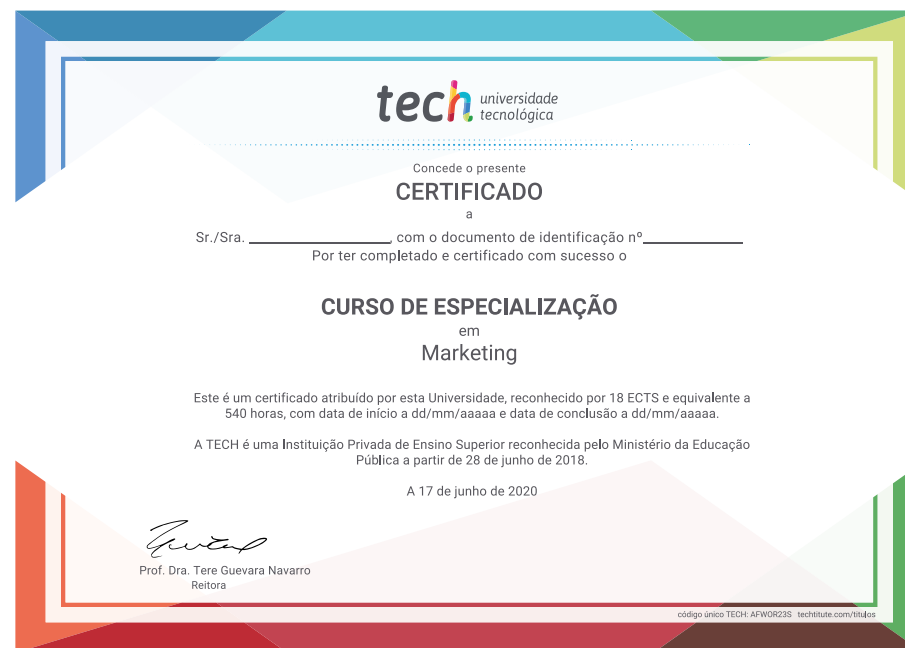 tech universidade
tecnológica
Concede o presente
CERTIFICADO
a
Sr./Sra. ____________________, com o documento de identificação nº______________
Por ter completado e certificado com sucesso o
CURSO DE ESPECIALIZAÇÃO
em
Marketing
Este é um certificado atribuído por esta Universidade, reconhecido por 18 ECTS e equivalente a
540 horas, com data de início a dd/mm/aaaaa e data de conclusão a dd/mm/aaaaa.
A TECH é uma Instituição Privada de Ensino Superior reconhecida pelo Ministério da Educação
Pública a partir de 28 de junho de 2018.
A 17 de junho de 2020
Prof. Dra. Tere Guevara Navarro
Reitora
código único TECH: AFWOR23S techtitute.com/titulos